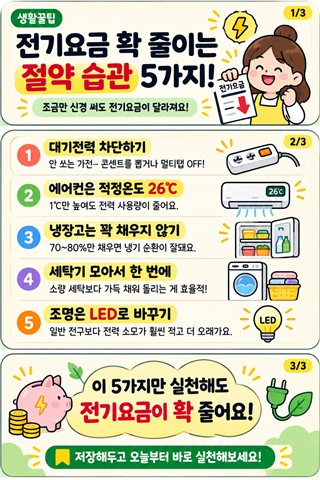 생활꿀팁
1/3
전기요금 확 줄이는
절약 습관 5가지!
전기요금
조금만 신경 써도 전기요금이 달라져요!
2/3
1 대기전력 차단하기
안 쓰는 가전– 콘센트를 뽑거나 멀티탭 OFF!
2 에어컨은 적정온도 26℃
1℃만 높여도 전력 사용량이 줄어요.
26℃
3 냉장고는 꽉 채우지 않기
70~80%만 채우면 냉기 순환이 잘돼요.
4 세탁기 모아서 한 번에
소량 세탁보다 가득 채워 돌리는 게 효율적!
5 조명은 LED로 바꾸기
일반 전구보다 전력 소모가 훨씬 적고 더 오래가요.
LED
3/3
이 5가지만 실천해도
전기요금이 확 줄어요!
저장해두고 오늘부터 바로 실천해보세요!